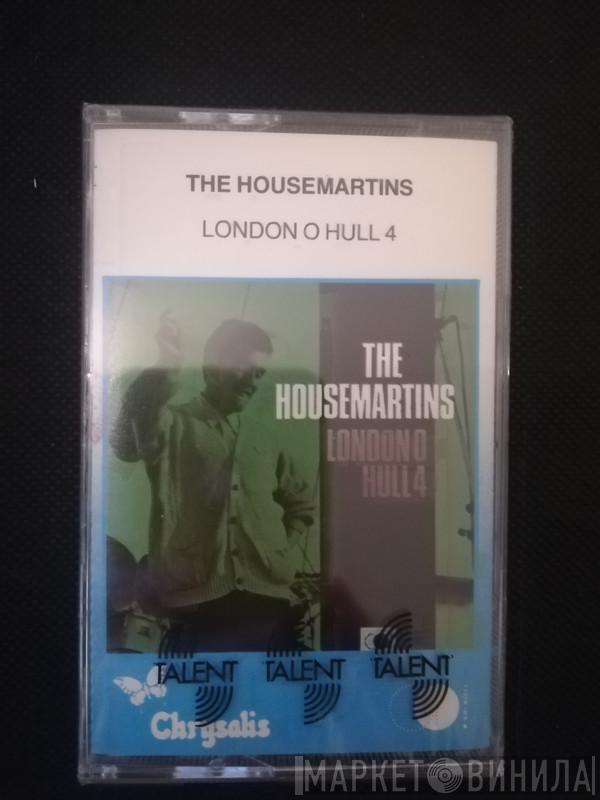 THE HOUSEMARTINS
LONDON O HULL 4
THE
HOUSEMARTINS
LONDON O
HULL 4
TALENT TALENT TALENT
Chrysalis
МАРКЕТ ВИНИЛА